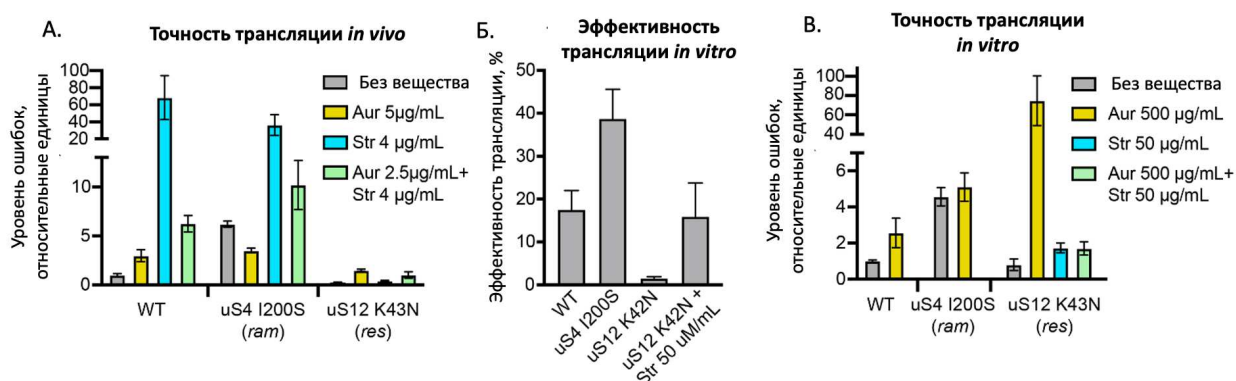 А.
Точность трансляции in vivo
Уровень ошибок,
относительные единицы
100
80
60
40
20
10
5
0
Без вещества
Aur 5µg/mL
Str 4 µg/mL
Aur 2.5µg/mL+
Str 4 µg/mL
WT
uS4 I200S
(ram)
uS12 K43N
(res)
Б.
Эффективность
трансляции in vitro
Эффективность трансляции, %
50
40
30
20
10
0
WT
uS4 I200S
uS12 K42N
uS12 K42N +
Str 50 uM/mL
В.
Точность трансляции
in vitro
Уровень ошибок,
относительные единицы
100
80
60
40
6
4
2
0
Без вещества
Aur 500 µg/mL
Str 50 µg/mL
Aur 500 µg/mL+
Str 50 µg/mL
WT
uS4 I200S
(ram)
uS12 K43N
(res)